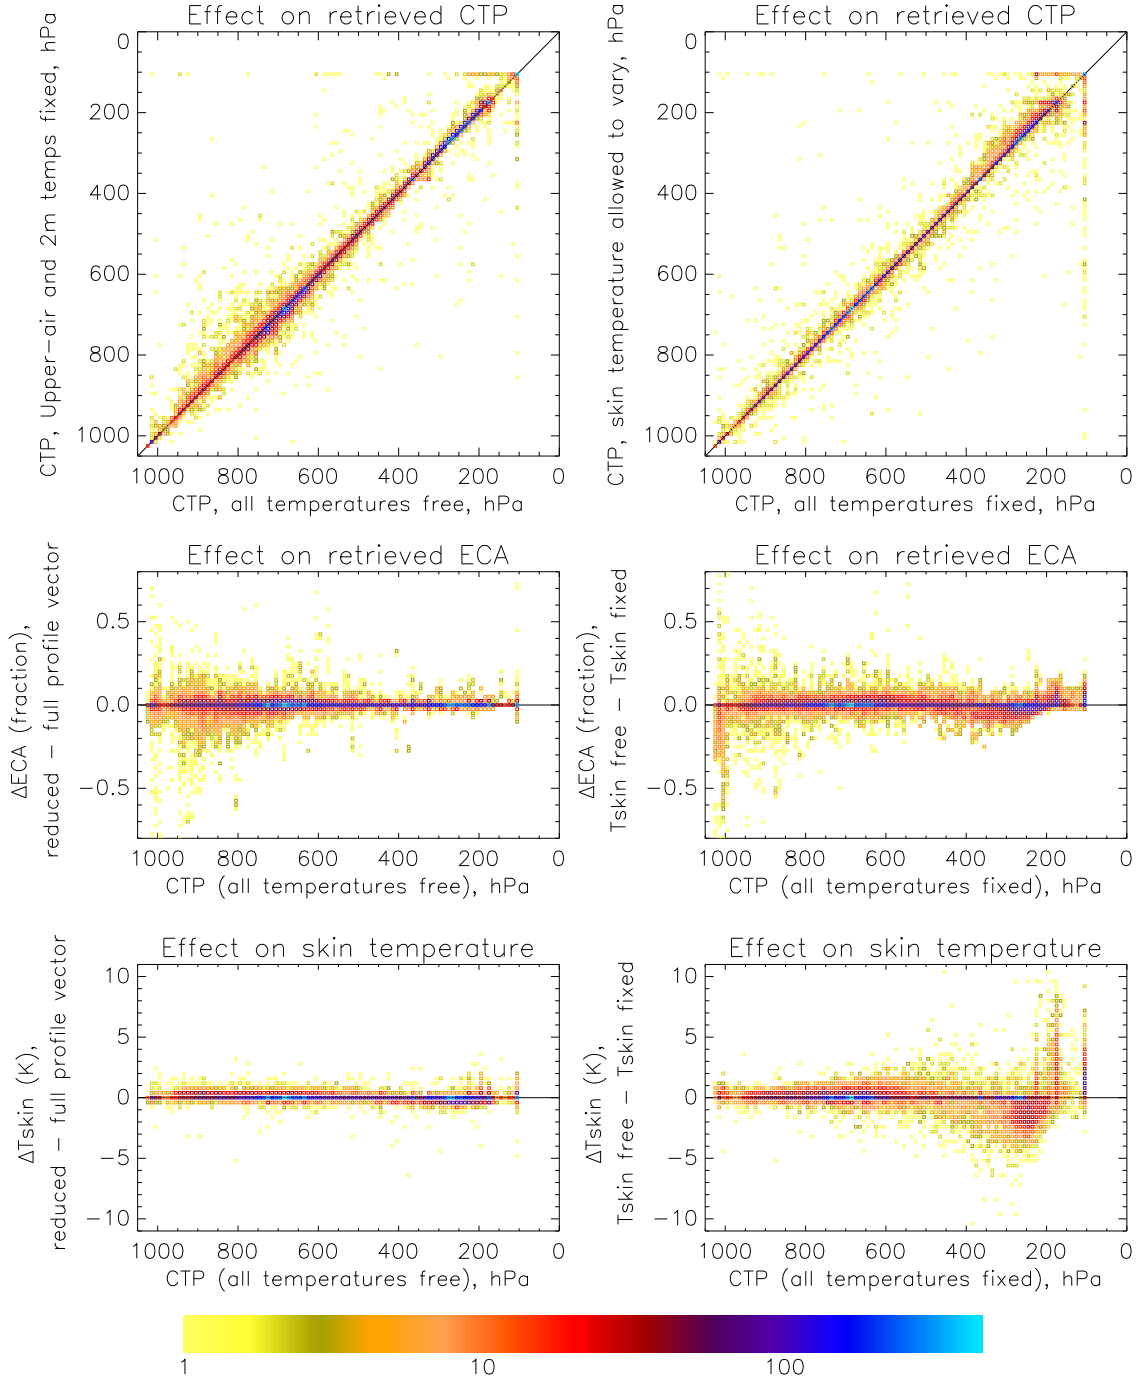 Effect on retrieved CTP
CTP, Upper-air and 2m temps fixed, hPa
0
200
400
600
800
1000
1000 800 600 400 200 0
CTP, all temperatures free, hPa
Effect on retrieved CTP
CTP, skin temperature allowed to vary, hPa
0
200
400
600
800
1000
1000 800 600 400 200 0
CTP, all temperatures fixed, hPa
Effect on retrieved ECA
ΔECA (fraction),
reduced - full profile vector
0.5
0.0
-0.5
1000 800 600 400 200 0
CTP (all temperatures free), hPa
Effect on retrieved ECA
ΔECA (fraction),
Tskin free - Tskin fixed
0.5
0.0
-0.5
1000 800 600 400 200 0
CTP (all temperatures fixed), hPa
Effect on skin temperature
ΔTskin (K),
reduced - full profile vector
10
5
0
-5
-10
1000 800 600 400 200 0
CTP (all temperatures free), hPa
Effect on skin temperature
ΔTskin (K),
Tskin free - Tskin fixed
10
5
0
-5
-10
1000 800 600 400 200 0
CTP (all temperatures fixed), hPa
1 10 100